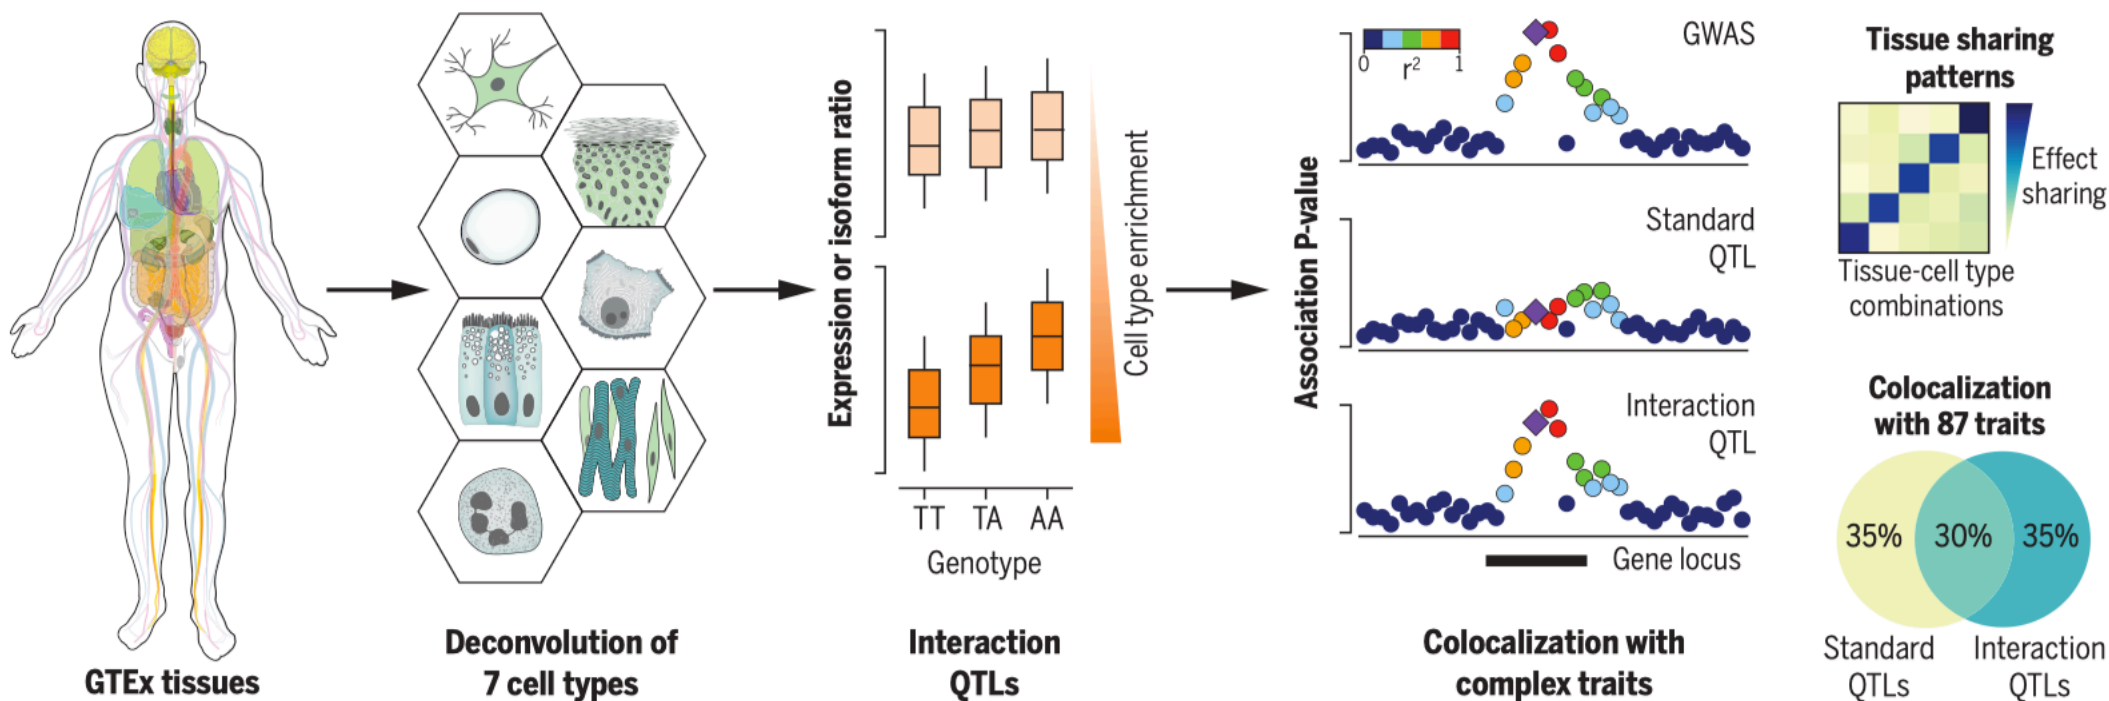 GTEx tissues
Deconvolution of
7 cell types
Expression or isoform ratio
Cell type enrichment
TT TA AA
Genotype
Interaction
QTLs
Association P-value
0 r² 1
GWAS
Standard
QTL
Interaction
QTL
Gene locus
Colocalization with
complex traits
Tissue sharing
patterns
Effect
sharing
Tissue-cell type
combinations
Colocalization
with 87 traits
35% 30% 35%
Standard
QTLs
Interaction
QTLs